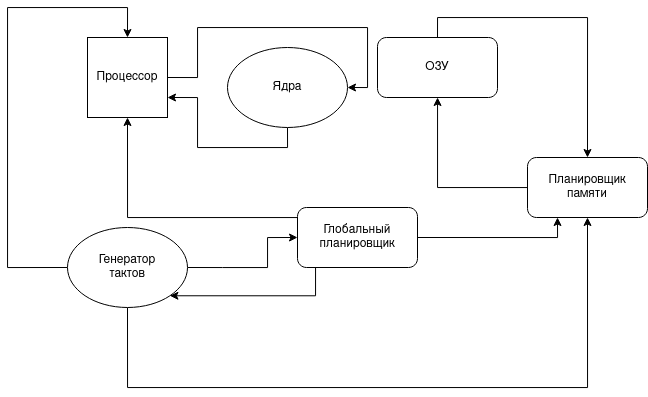 Процессор
Ядра
ОЗУ
Планировщик
памяти
Глобальный
планировщик
Генератор
тактов